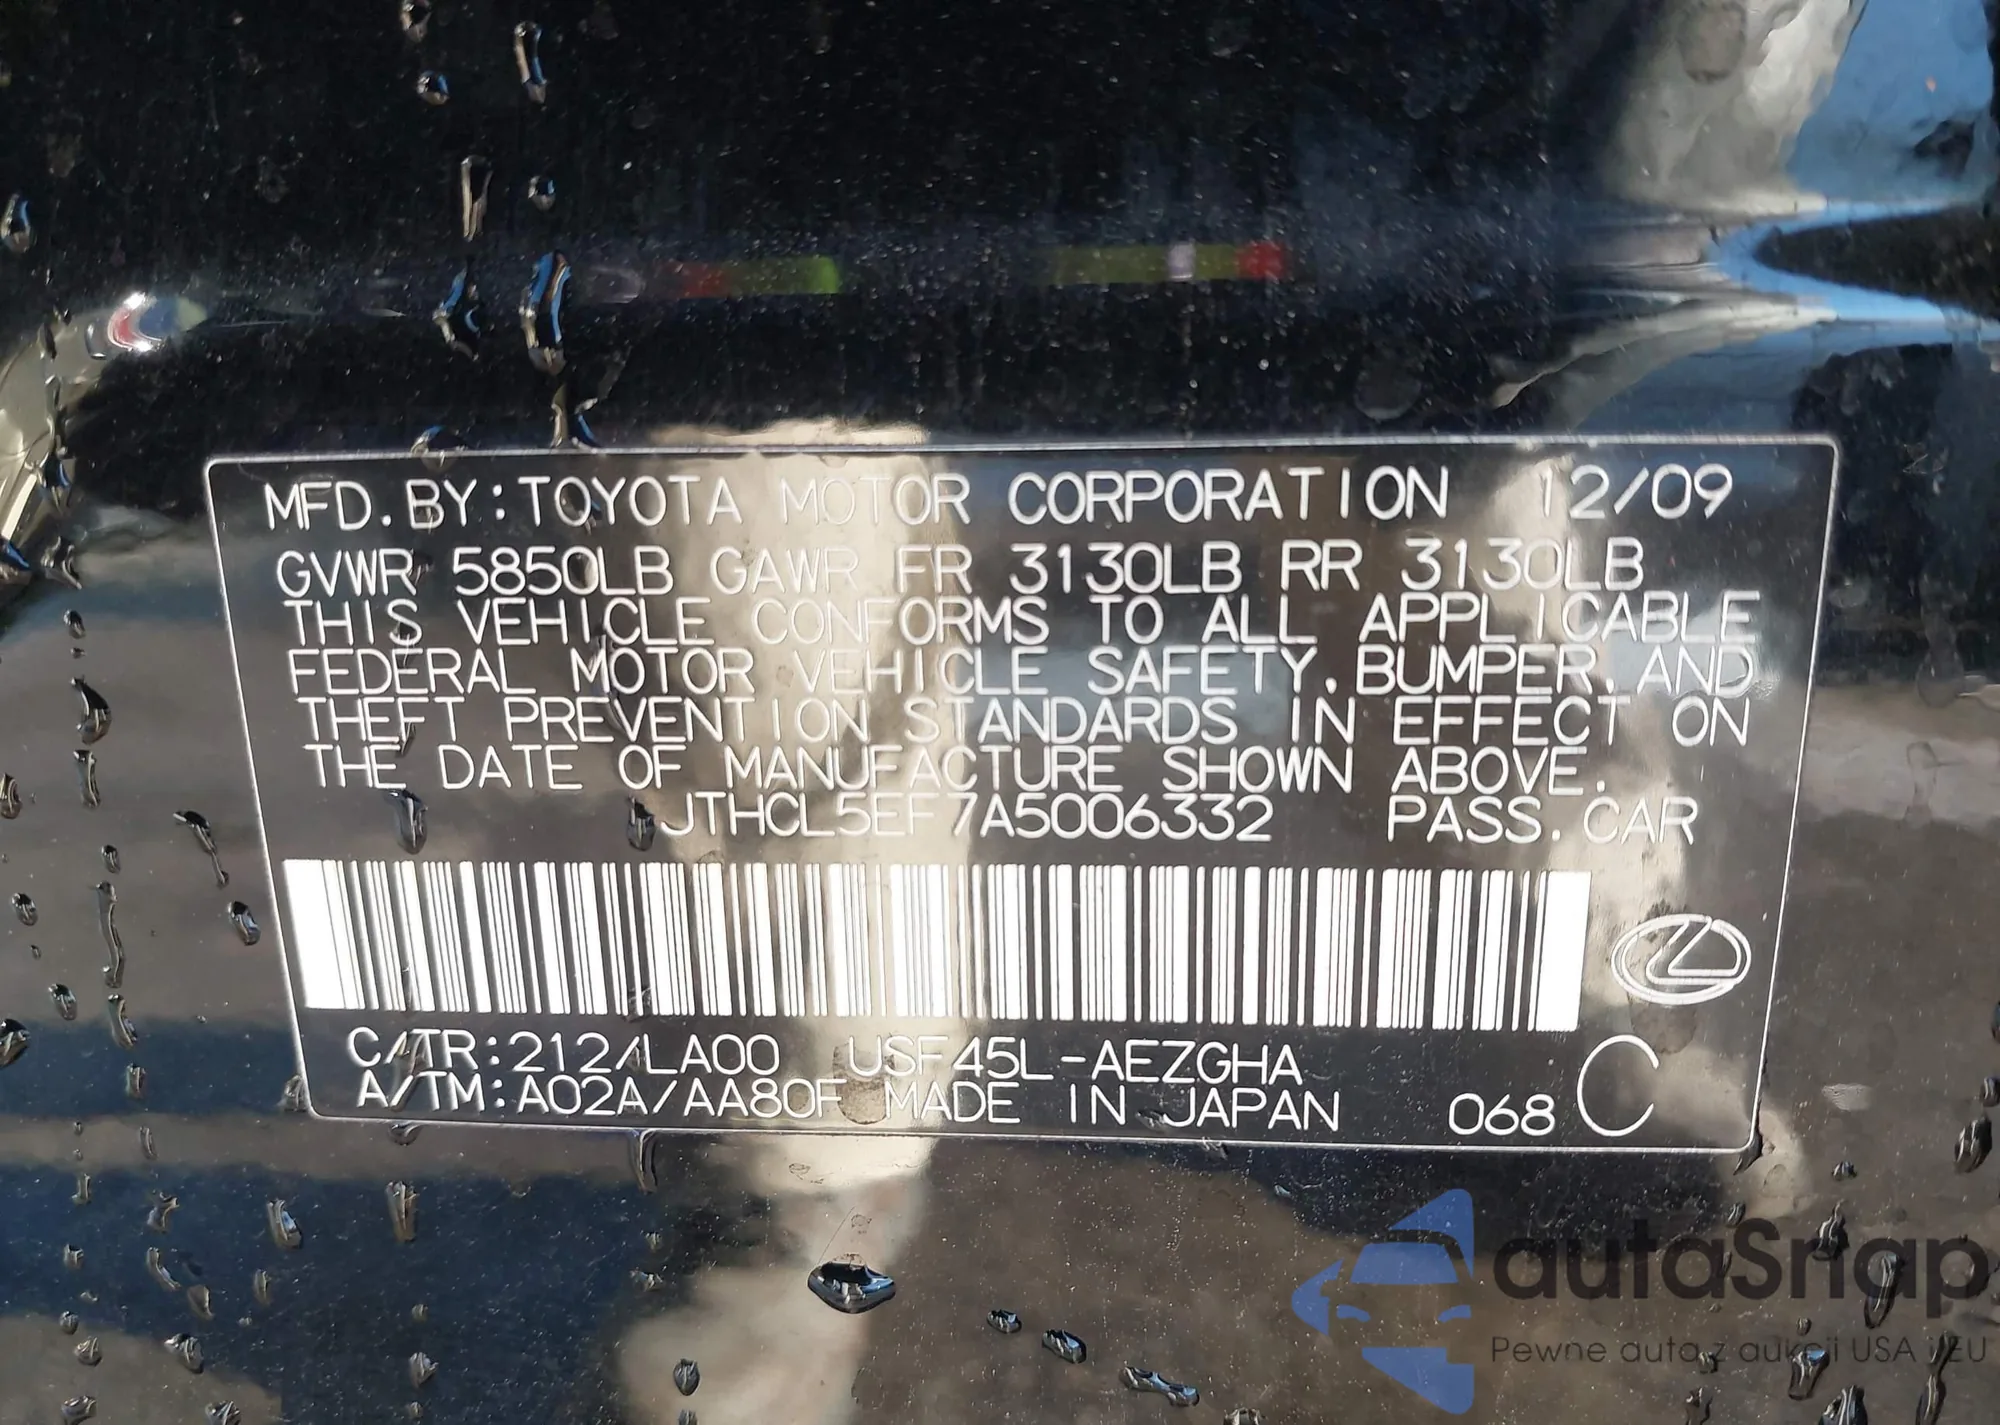 MFD. BY: TOYOTA MOTOR CORPORATION 12/09
GVWR 5850LB GAWR FR 3130LB RR 3130LB
THIS VEHICLE CONFORMS TO ALL APPLICABLE
FEDERAL MOTOR VEHICLE SAFETY, BUMPER, AND
THEFT PREVENTION STANDARDS IN EFFECT ON
THE DATE OF MANUFACTURE SHOWN ABOVE.
JTHCL5EF7A5006332 PASS. CAR
C/TR: 212/LA00 USF45L-AEZGHA
A/TM: A02A/AA80F MADE IN JAPAN 068 C
autaSnap
Pewne auta z aukcji USA i EU